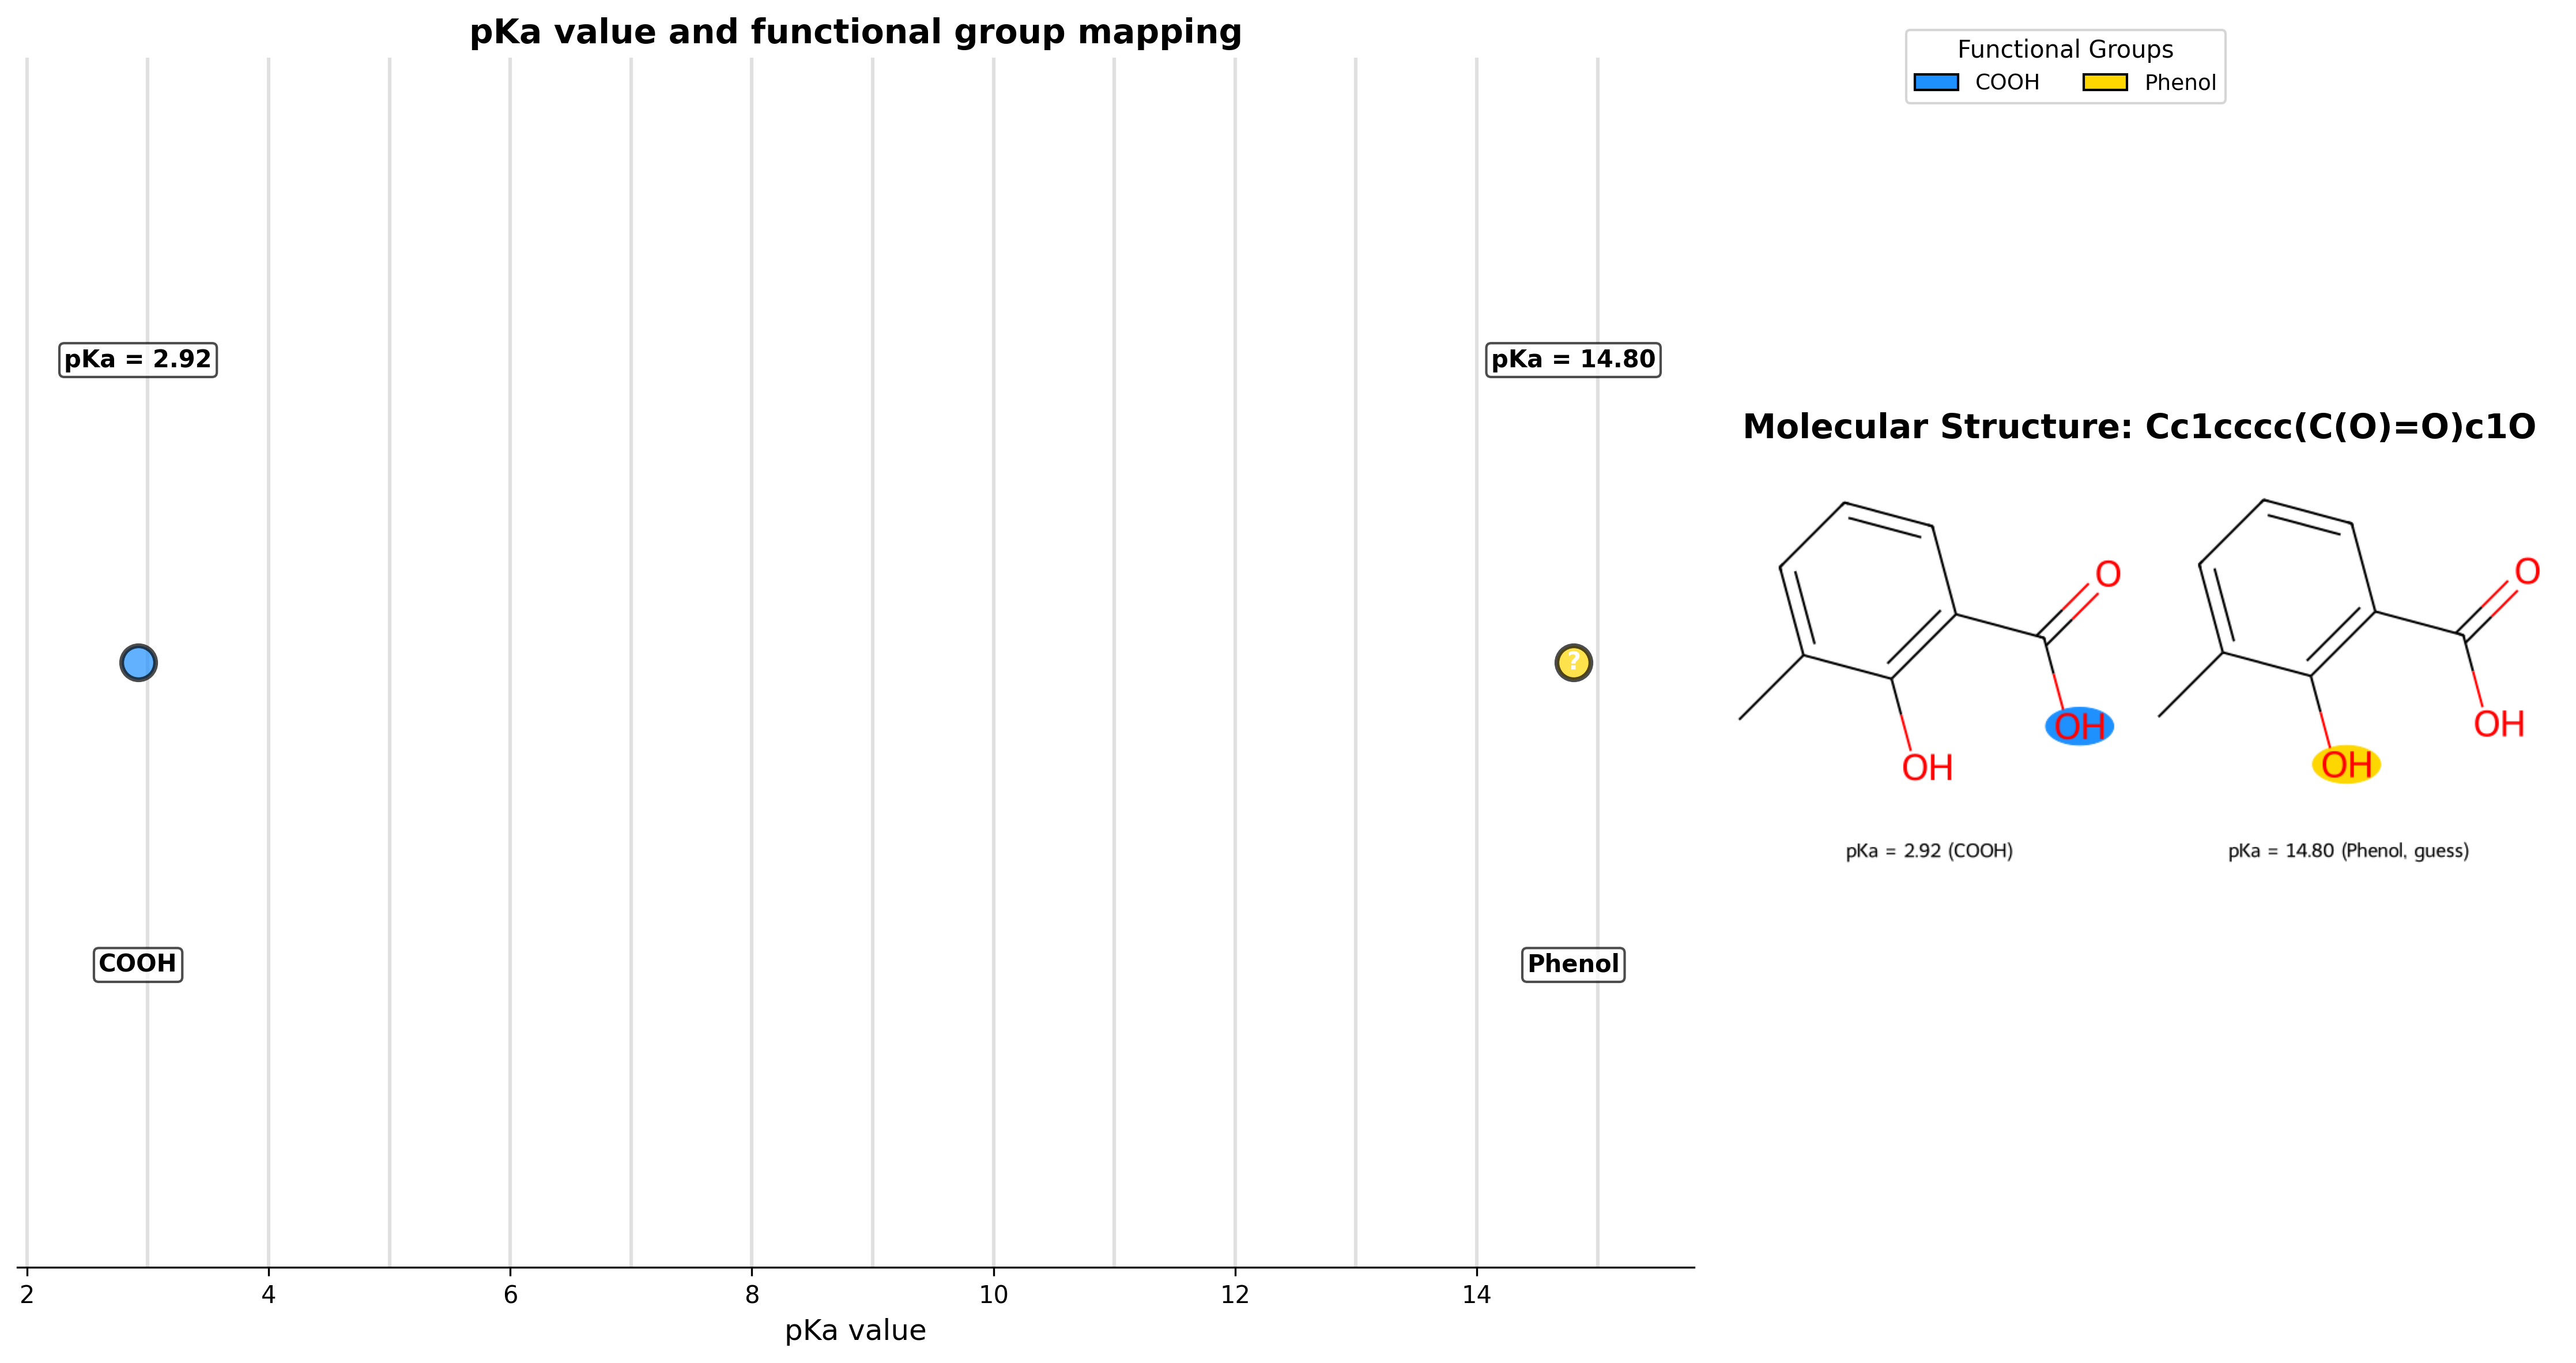 pKa value and functional group mapping
Functional Groups
COOH
Phenol
pKa = 2.92
pKa = 14.80
?
COOH
Phenol
2
4
6
8
10
12
14
pKa value
Molecular Structure: Cc1cccc(C(O)=O)c1O
O
OH
OH
O
OH
OH
pKa = 2.92 (COOH)
pKa = 14.80 (Phenol, guess)